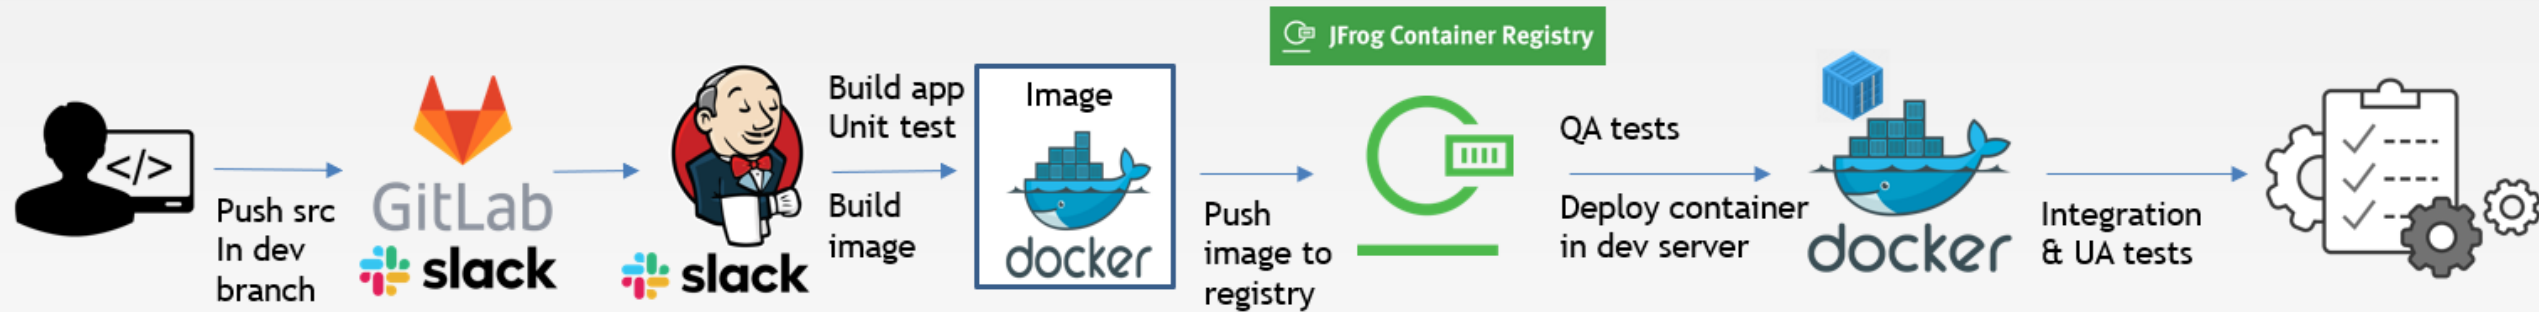 </>
Push src
In dev
branch
GitLab
slack
slack
Build app
Unit test
Build
image
Image
docker
Push
image to
registry
JFrog Container Registry
QA tests
Deploy container
in dev server
docker
Integration
& UA tests